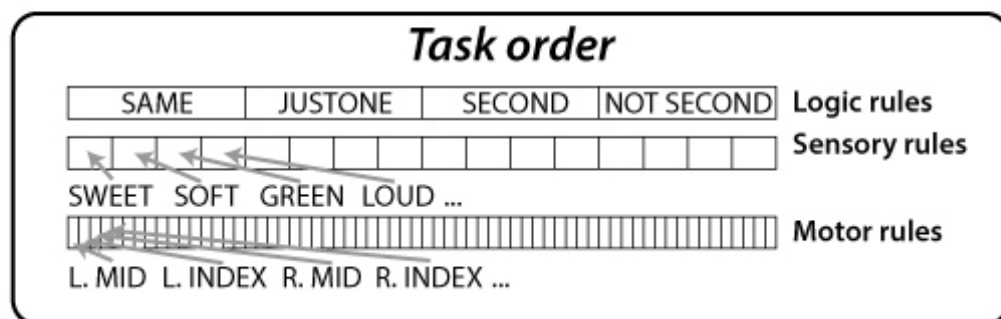 Task order
SAME JUSTONE SECOND NOT SECOND Logic rules
Sensory rules
SWEET SOFT GREEN LOUD ...
Motor rules
L. MID L. INDEX R. MID R. INDEX ...